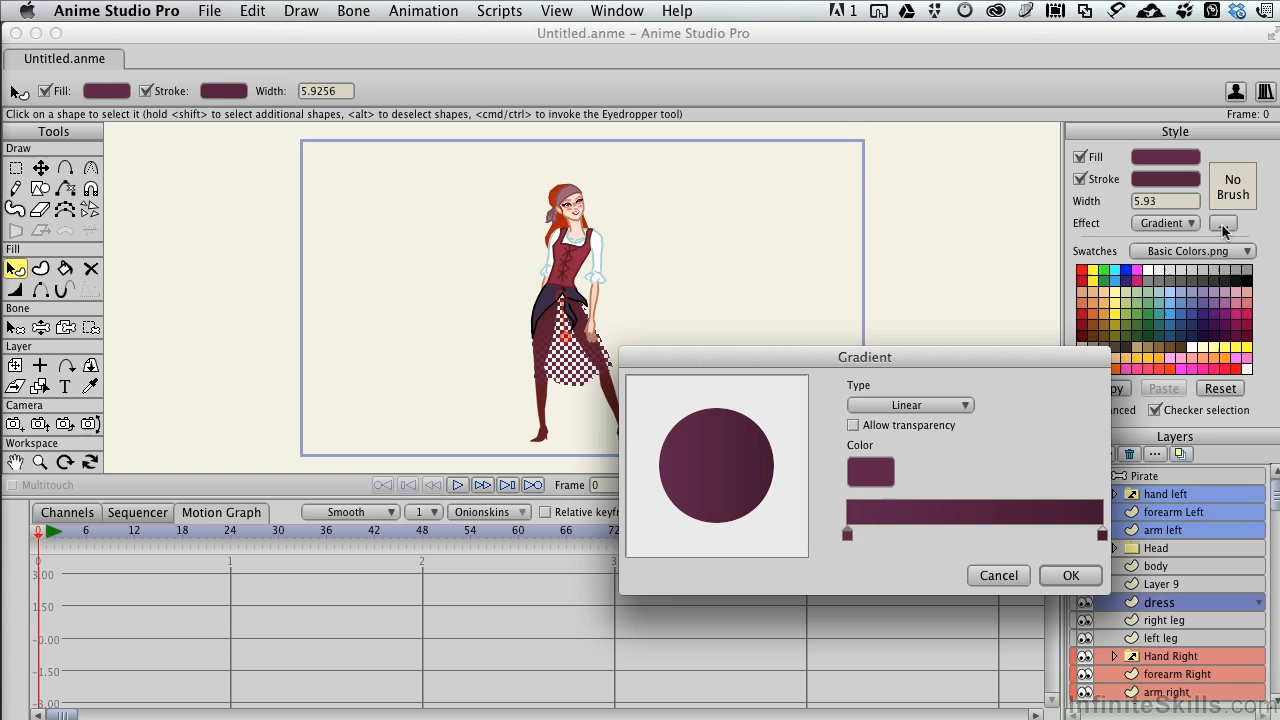 Anime Studio Pro File Edit Draw Bone Animation Scripts View Window Help 1
Untitled.anme - Anime Studio Pro
Untitled.anme
Fill: Stroke: Width: 5.9256
Click on a shape to select it (hold <shift> to select additional shapes, <alt> to deselect shapes, <cmd/ctrl> to invoke the Eyedropper tool) Frame: 0
Tools
Draw
Fill
Bone
Layer
Camera
Workspace
Style
Fill
Stroke
No
Brush
Width 5.93
Effect Gradient ...
Swatches Basic Colors.png
Paste Reset
Checker selection
Gradient
Type
Linear
Allow transparency
Color
Cancel OK
Layers
Pirate
hand left
forearm Left
arm left
Head
body
Layer 9
dress
right leg
left leg
Hand Right
forearm Right
arm right
Multitouch Frame 0
Channels Sequencer Motion Graph Smooth 1 Onionskins Relative keyfr
0 6 12 18 24 30 36 42 48 54 60 66 72
0 1 2 3
3.00
1.50
-0.00
-1.50
-3.00
InfiniteSkills.com